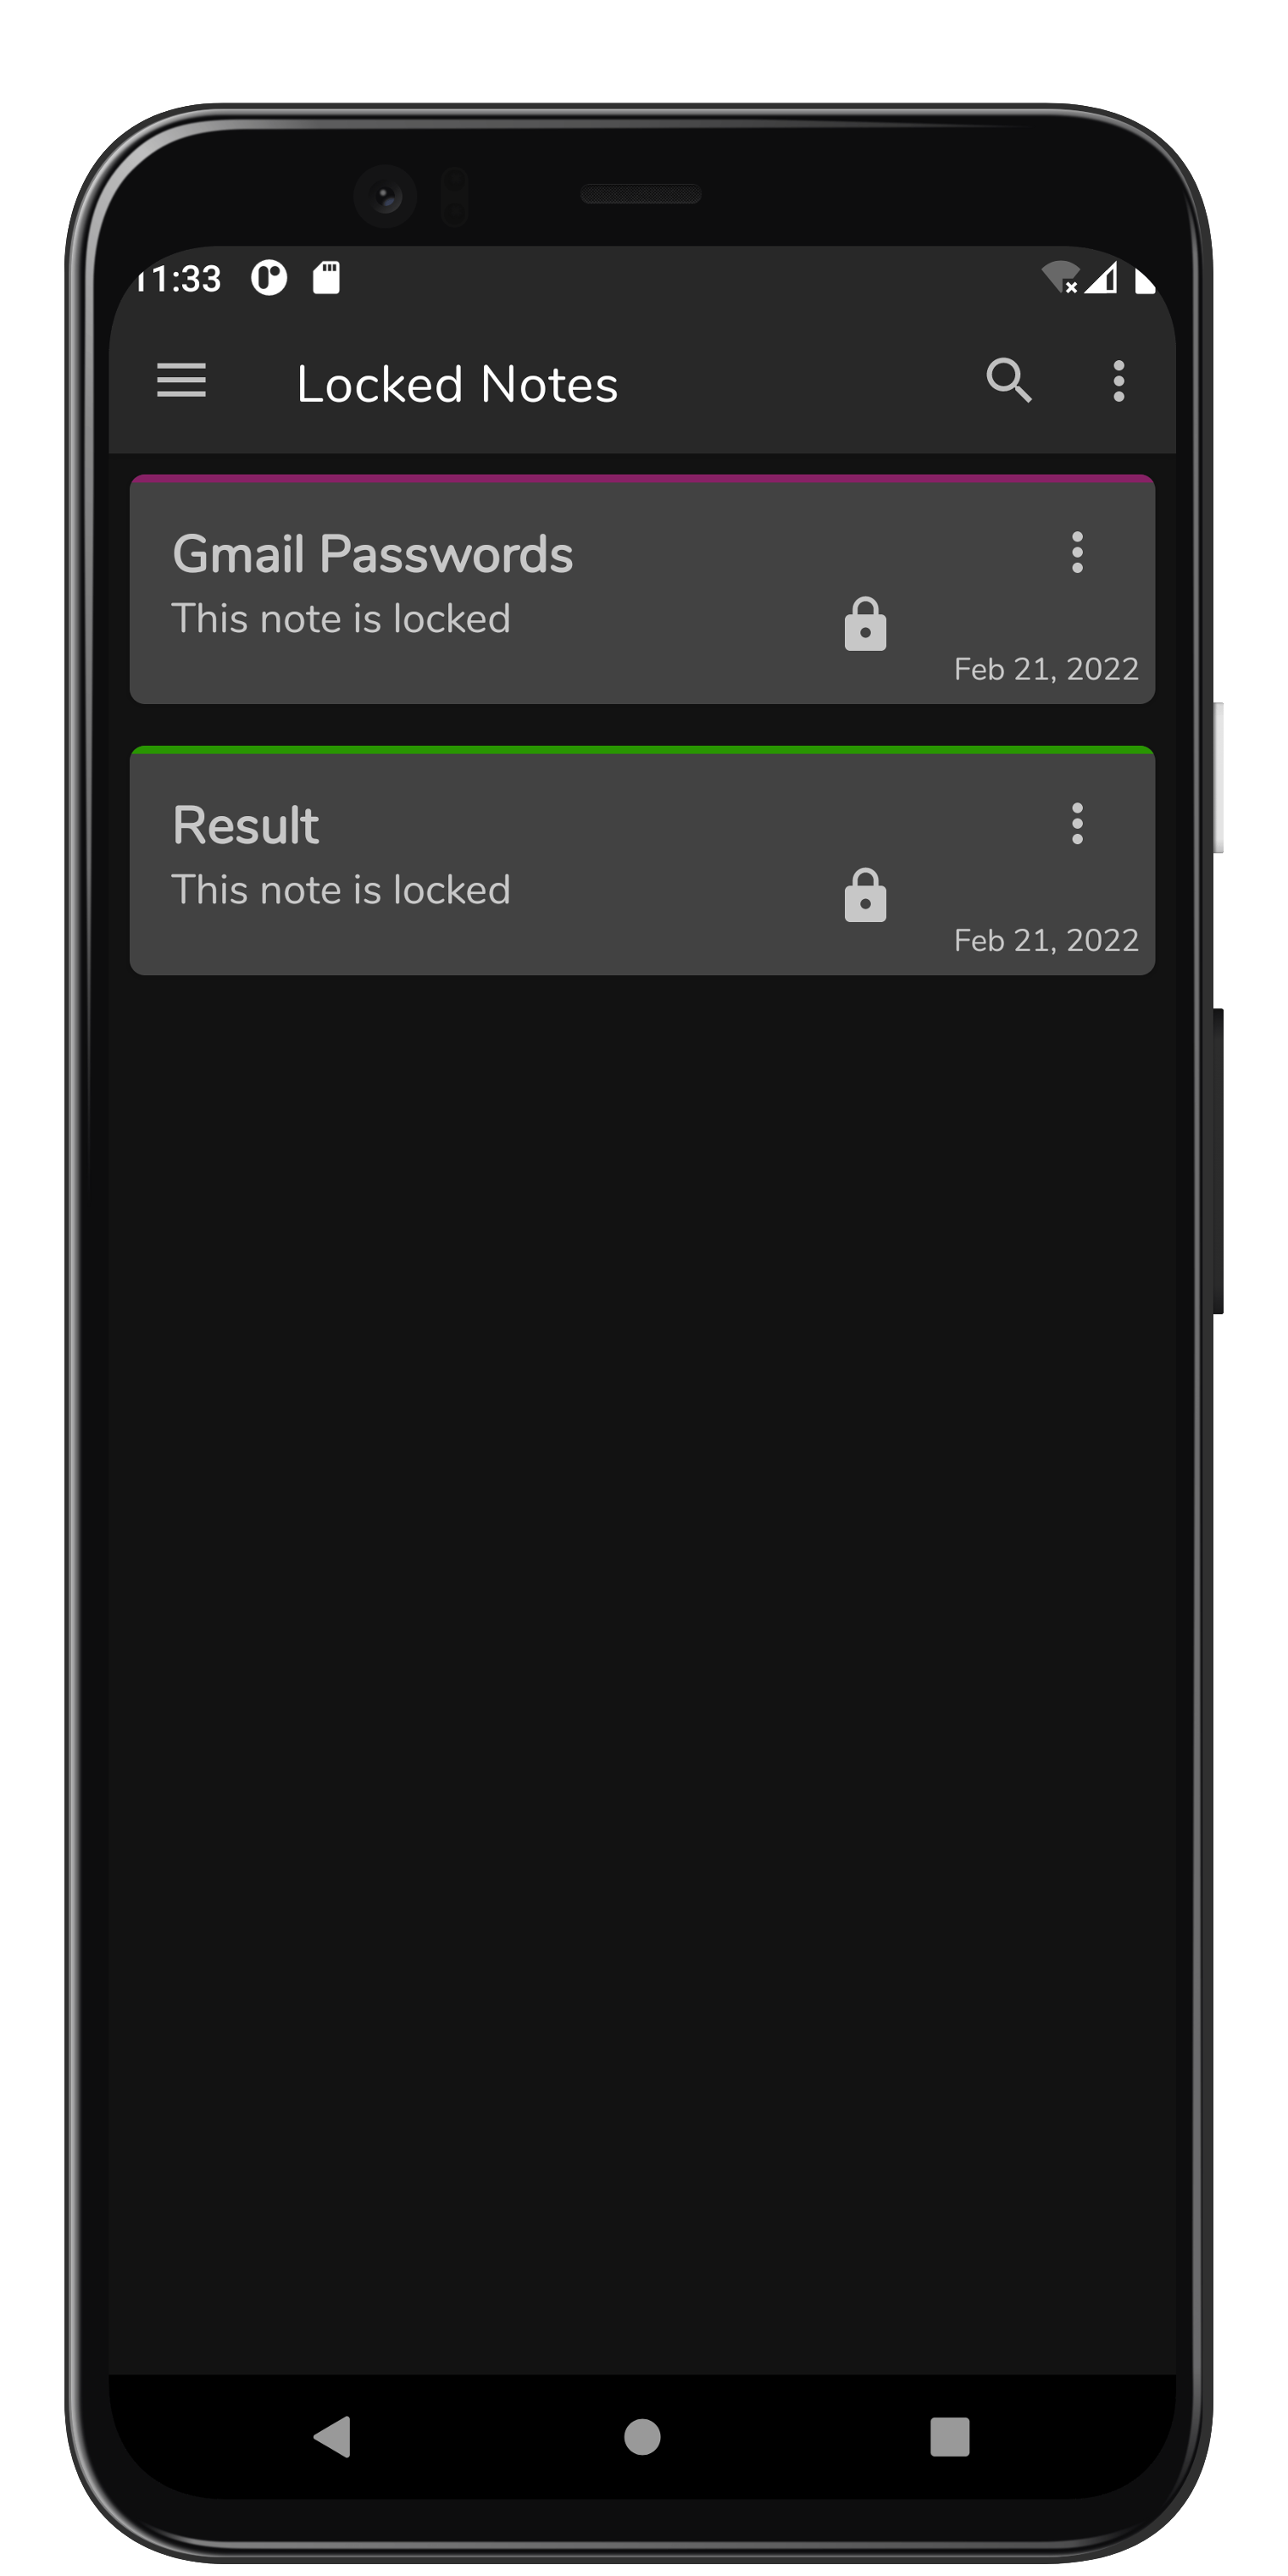 11:33
Locked Notes
Gmail Passwords
This note is locked
Feb 21, 2022
Result
This note is locked
Feb 21, 2022